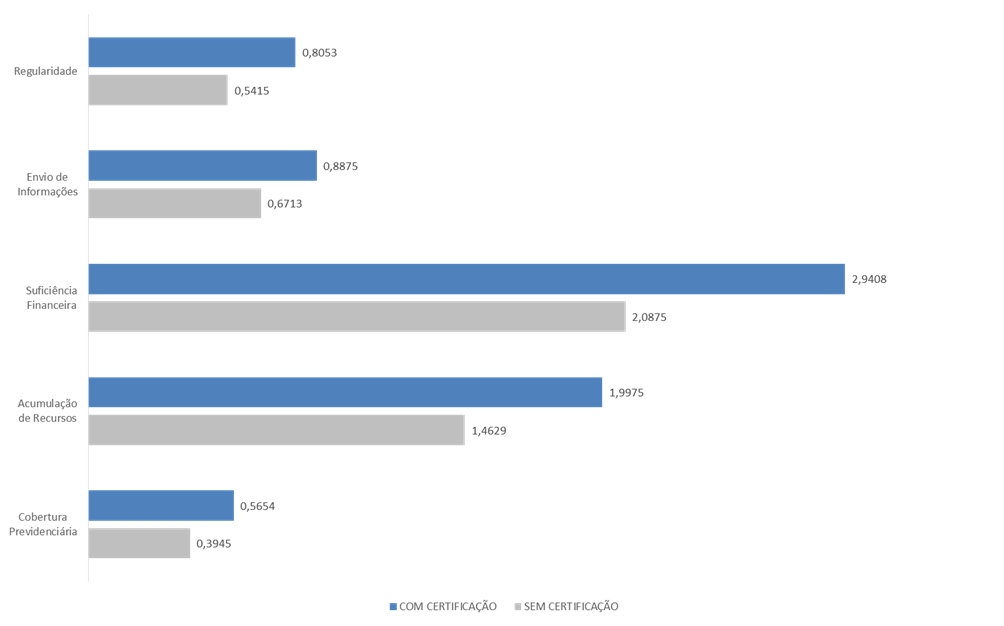 Regularidade
0,8053
0,5415
Envio de
Informações
0,8875
0,6713
Suficiência
Financeira
2,9408
2,0875
Acumulação
de Recursos
1,9975
1,4629
Cobertura
Previdenciária
0,5654
0,3945
COM CERTIFICAÇÃO SEM CERTIFICAÇÃO